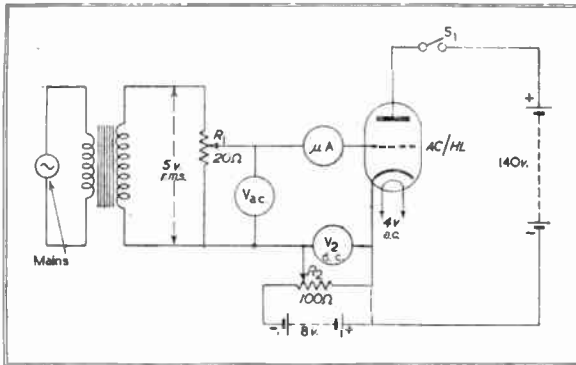 S1
R1
20Ω
5v.
r.m.s.
μA
AC/HL
140v.
+
-
Vac.
V2
d.c.
4v
a.c.
Mains
R2
100Ω
-
8v.
+